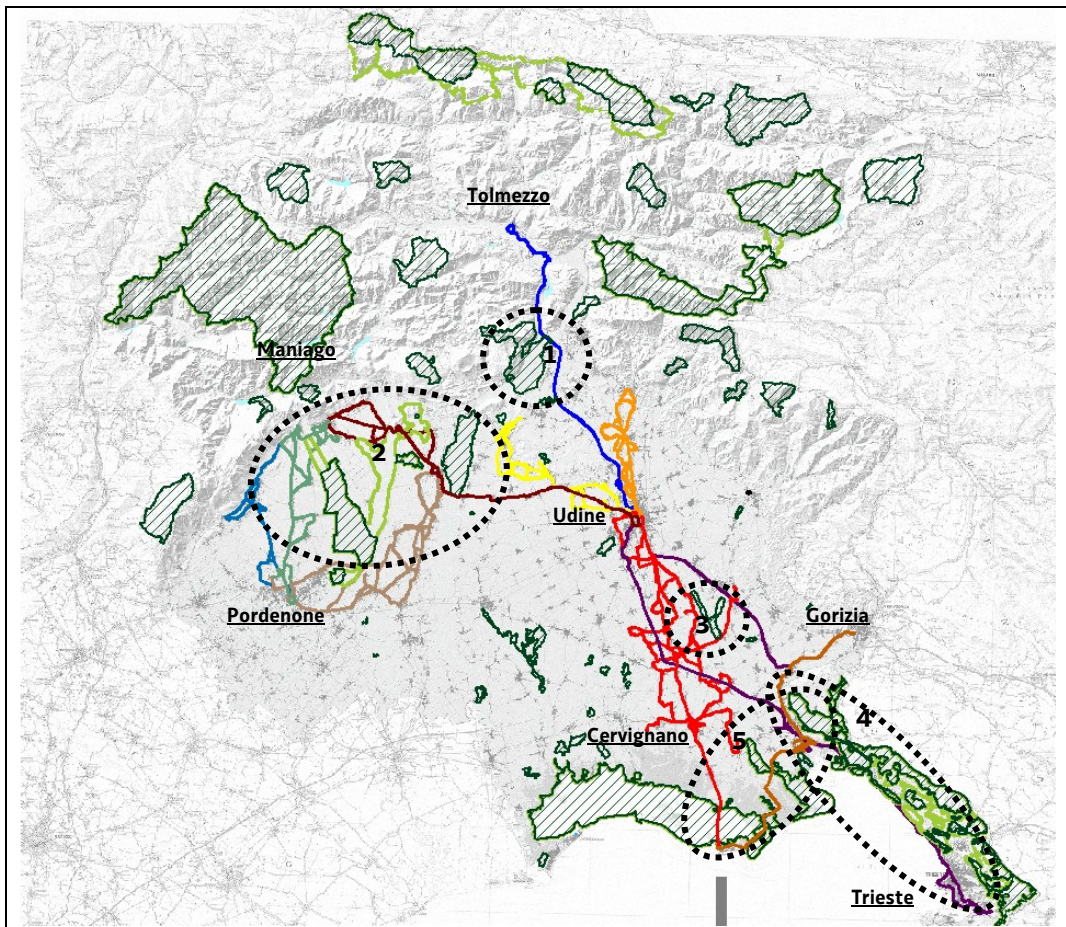 Tolmezzo
Maniago
1
2
Udine
3
Pordenone
Gorizia
4
Cervignano
5
Trieste